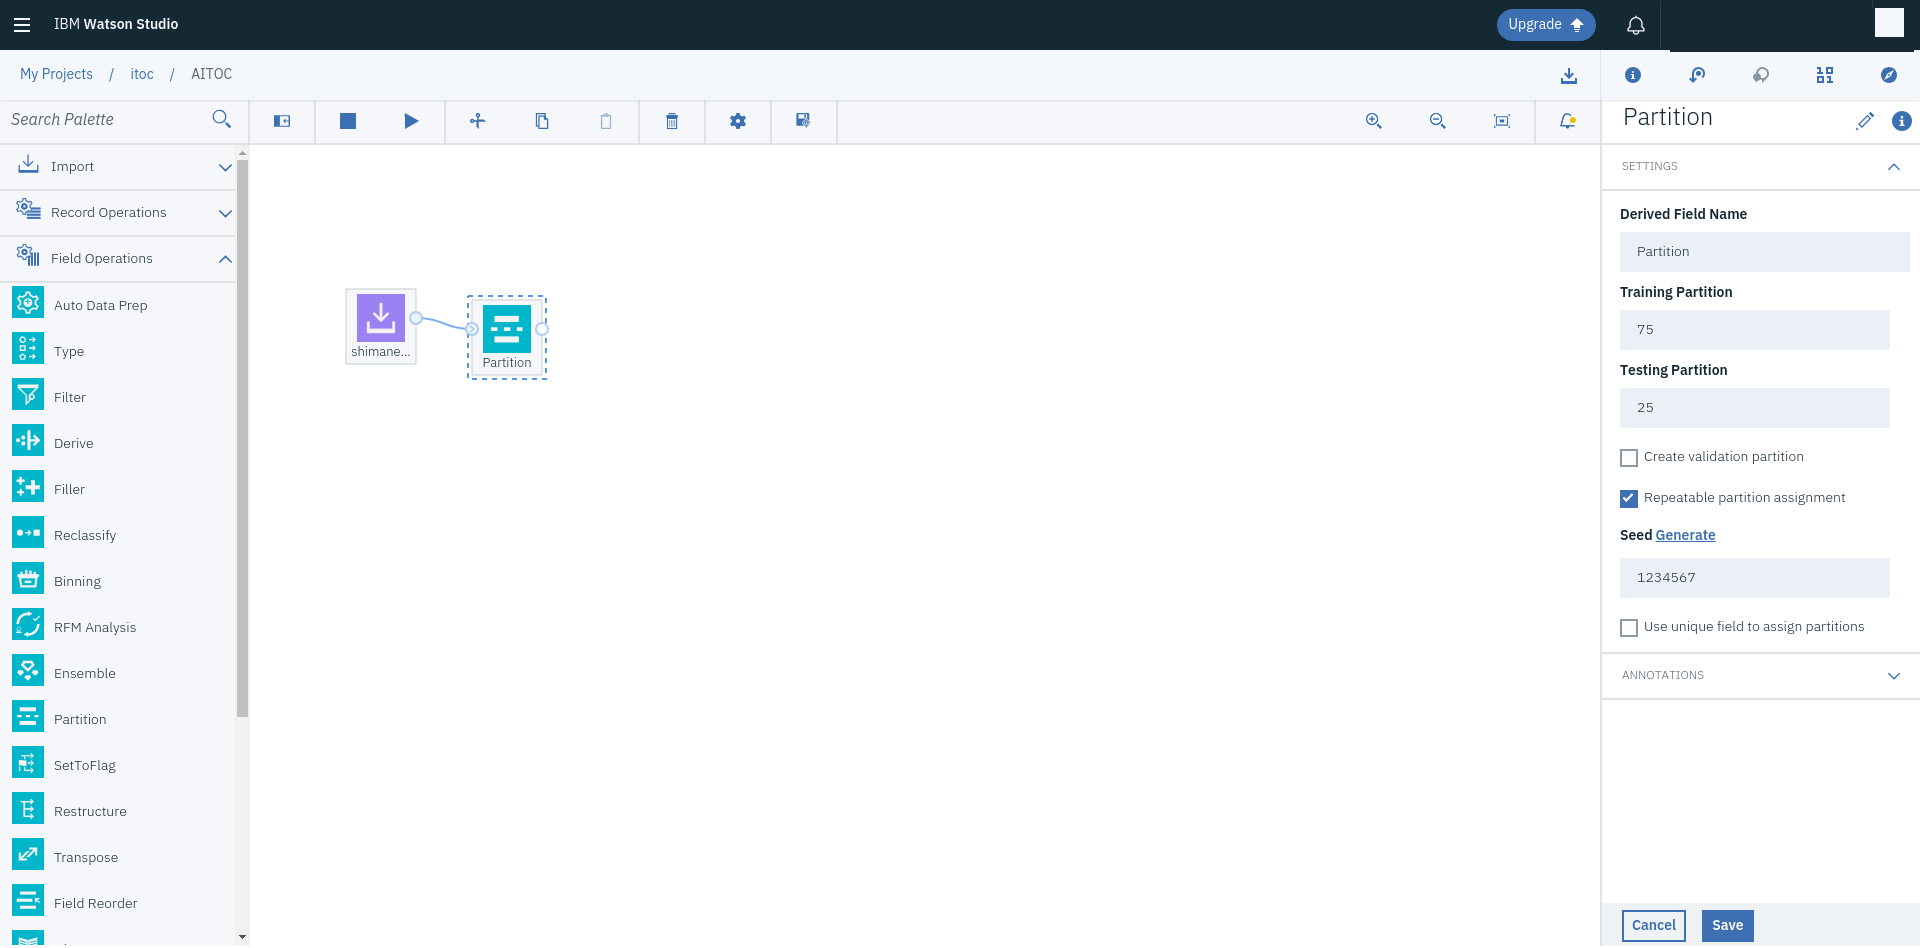 IBM Watson Studio
Upgrade
My Projects / itoc / AITOC
Search Palette
Import
Record Operations
Field Operations
Auto Data Prep
Type
Filter
Derive
Filler
Reclassify
Binning
RFM Analysis
Ensemble
Partition
SetToFlag
Restructure
Transpose
Field Reorder
shimane...
Partition
Partition
SETTINGS
Derived Field Name
Partition
Training Partition
75
Testing Partition
25
Create validation partition
Repeatable partition assignment
Seed Generate
1234567
Use unique field to assign partitions
ANNOTATIONS
Cancel
Save